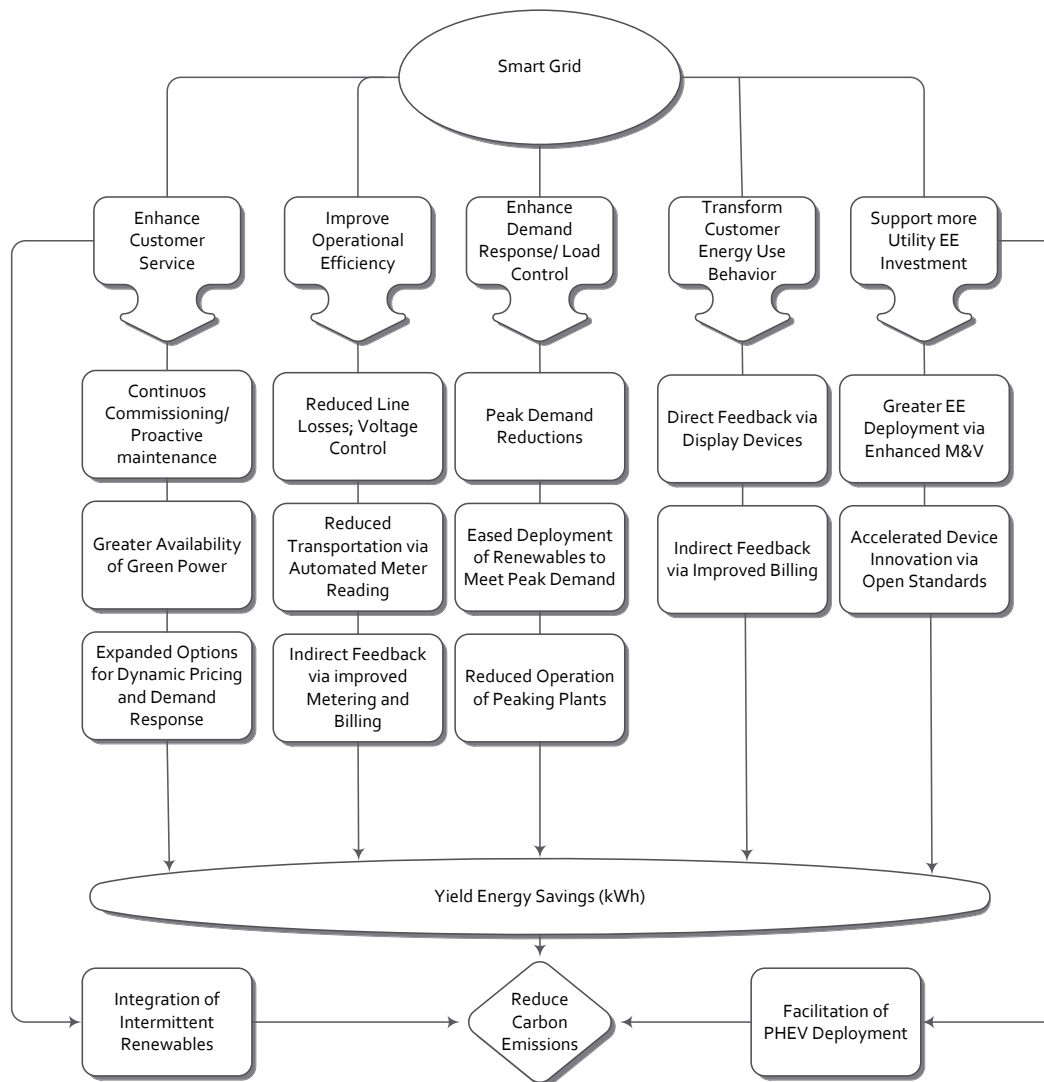 Smart Grid
Enhance
Customer
Service
Improve
Operational
Efficiency
Enhance
Demand
Response/ Load
Control
Transform
Customer
Energy Use
Behavior
Support more
Utility EE
Investment
Continuos
Commissioning/
Proactive
maintenance
Reduced Line
Losses; Voltage
Control
Peak Demand
Reductions
Direct Feedback via
Display Devices
Greater EE
Deployment via
Enhanced M&V
Greater Availability
of Green Power
Reduced
Transportation via
Automated Meter
Reading
Eased Deployment
of Renewables to
Meet Peak Demand
Indirect Feedback
via Improved Billing
Accelerated Device
Innovation via
Open Standards
Expanded Options
for Dynamic Pricing
and Demand
Response
Indirect Feedback
via improved
Metering and
Billing
Reduced Operation
of Peaking Plants
Yield Energy Savings (kWh)
Integration of
Intermittent
Renewables
Reduce
Carbon
Emissions
Facilitation of
PHEV Deployment